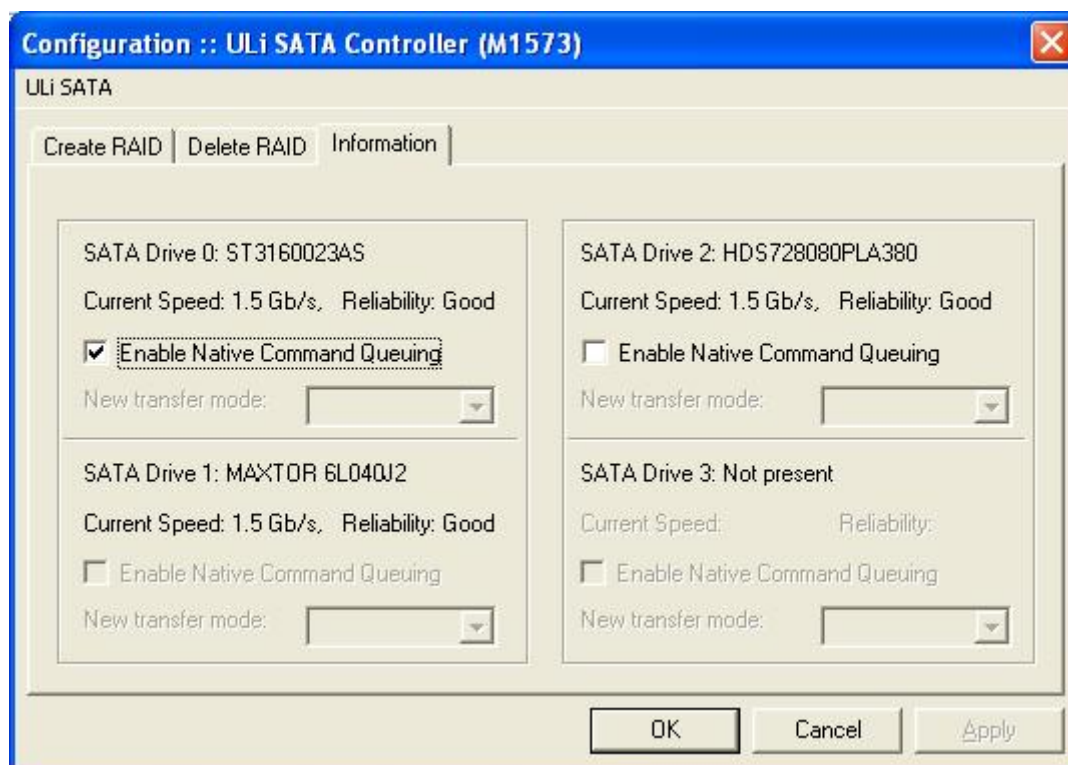 Configuration :: ULi SATA Controller (M1573)
ULi SATA
Create RAID Delete RAID Information
SATA Drive 0: ST3160023AS
Current Speed: 1.5 Gb/s, Reliability: Good
Enable Native Command Queuing
New transfer mode:
SATA Drive 1: MAXTOR 6L040J2
Current Speed: 1.5 Gb/s, Reliability: Good
Enable Native Command Queuing
New transfer mode:
SATA Drive 2: HDS728080PLA380
Current Speed: 1.5 Gb/s, Reliability: Good
Enable Native Command Queuing
New transfer mode:
SATA Drive 3: Not present
Current Speed: Reliability:
Enable Native Command Queuing
New transfer mode:
OK Cancel Apply